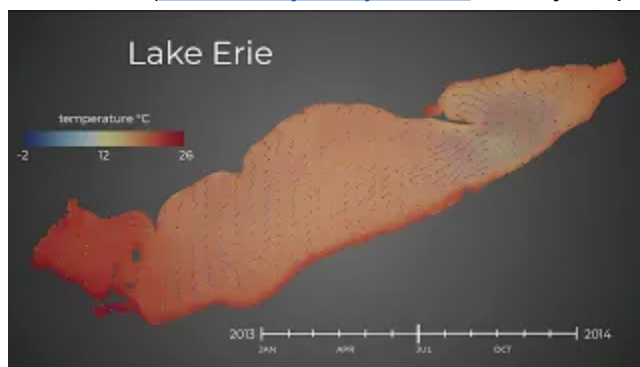 Lake Erie
temperature °C
-2 12 26
2013 2014
JAN APR JUL OCT